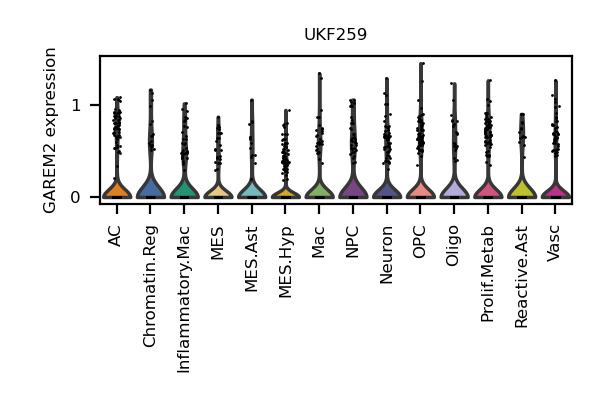 UKF259
GAREM2 expression
1
0
AC
Chromatin.Reg
Inflammatory.Mac
MES
MES.Ast
MES.Hyp
Mac
NPC
Neuron
OPC
Oligo
Prolif.Metab
Reactive.Ast
Vasc